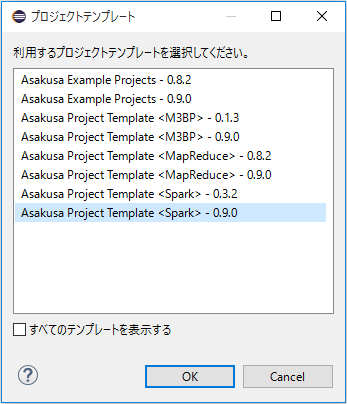 プロジェクトテンプレート
利用するプロジェクトテンプレートを選択してください。
Asakusa Example Projects - 0.8.2
Asakusa Example Projects - 0.9.0
Asakusa Project Template <M3BP> - 0.1.3
Asakusa Project Template <M3BP> - 0.9.0
Asakusa Project Template <MapReduce> - 0.8.2
Asakusa Project Template <MapReduce> - 0.9.0
Asakusa Project Template <Spark> - 0.3.2
Asakusa Project Template <Spark> - 0.9.0
すべてのテンプレートを表示する
? OK Cancel